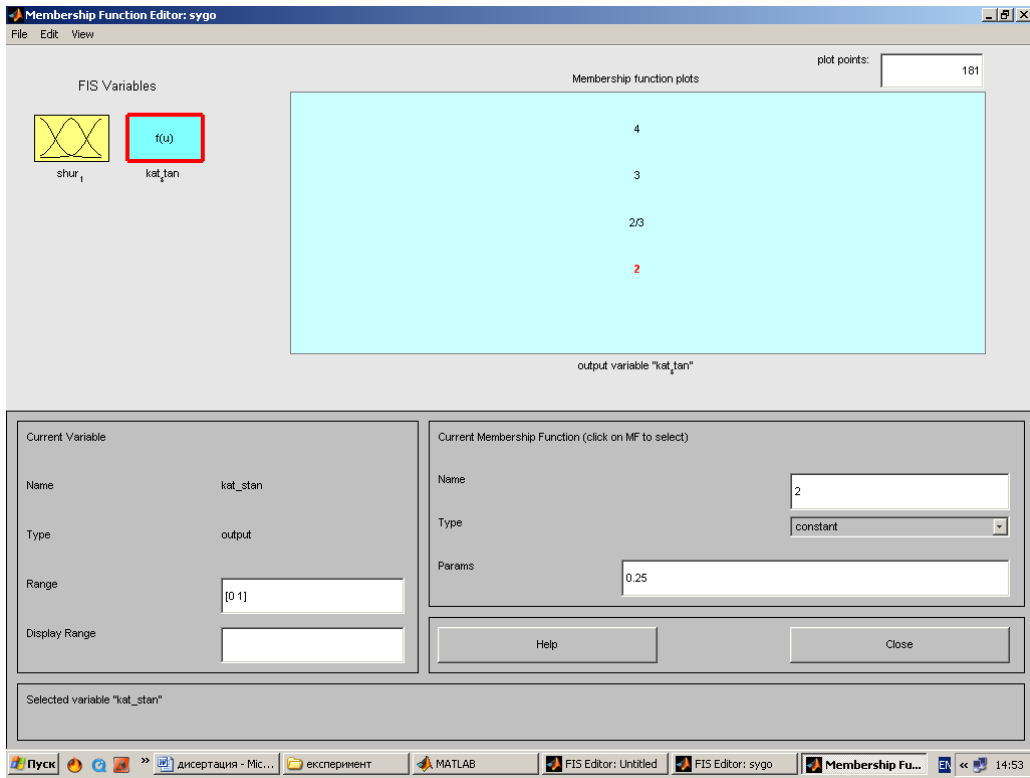 Membership Function Editor: sygo
File Edit View
FIS Variables
plot points:
181
Membership function plots
f(u)
shur1
katstan
4
3
2/3
2
output variable "katstan"
Current Variable
Name kat_stan
Type output
Range [0 1]
Display Range
Current Membership Function (click on MF to select)
Name 2
Type constant
Params 0.25
Help Close
Selected variable "kat_stan"
Пуск » дисертация - Mic... експеримент MATLAB FIS Editor: Untitled FIS Editor: sygo Membership Fu... EN « 14:53